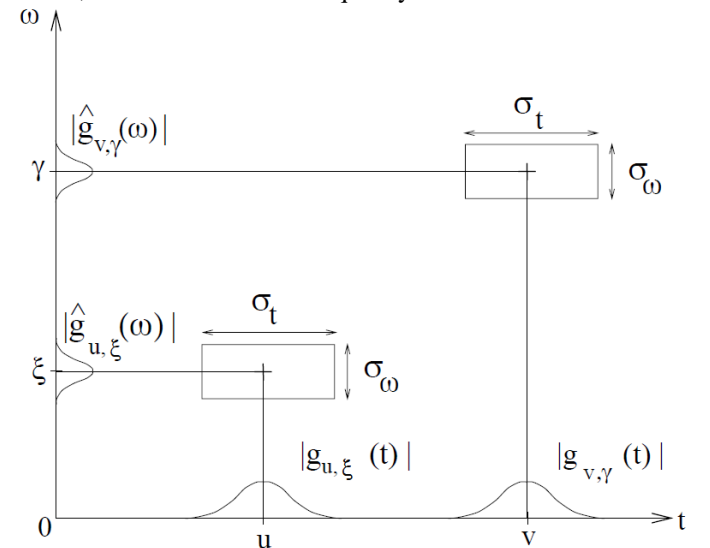 ω
|ĝ_{v,γ}(ω)|
σ_t
γ
σ_ω
|ĝ_{u,ξ}(ω)|
σ_t
ξ
σ_ω
|g_{u,ξ}(t)|
|g_{v,γ}(t)|
0
u
v
t